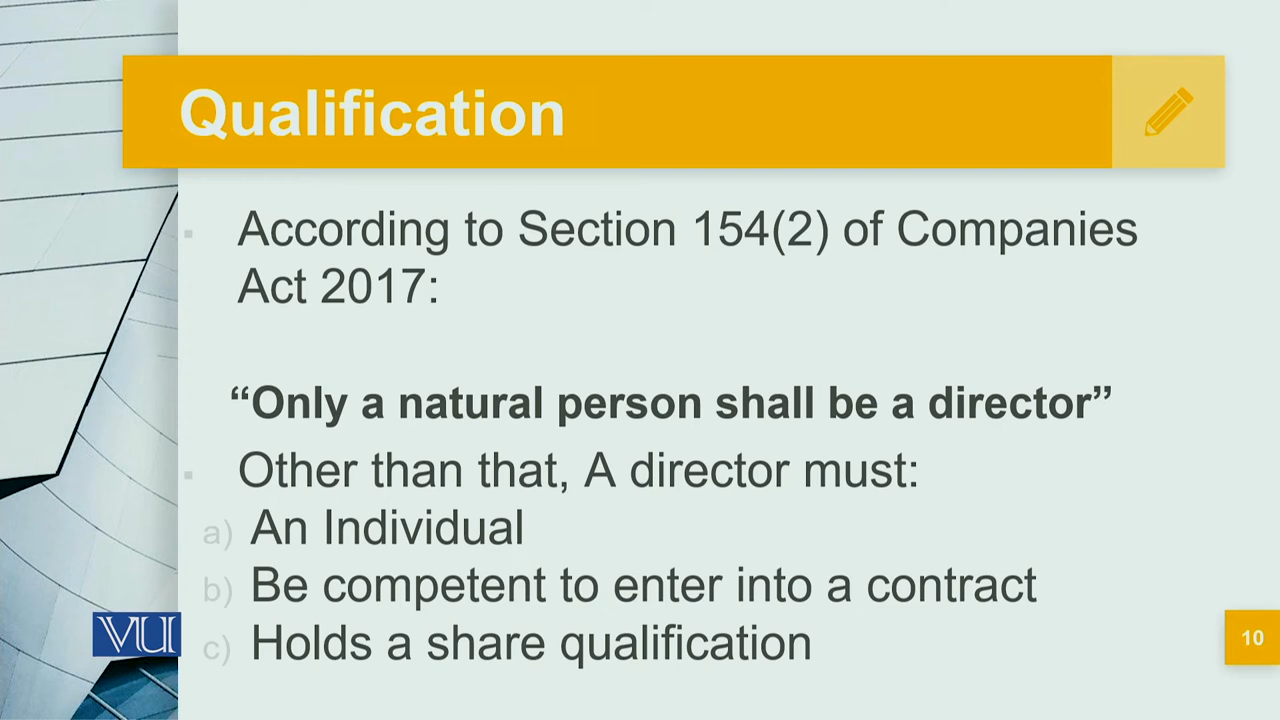 Qualification
▪ According to Section 154(2) of Companies
Act 2017:
“Only a natural person shall be a director”
▪ Other than that, A director must:
a) An Individual
b) Be competent to enter into a contract
c) Holds a share qualification
VU
10